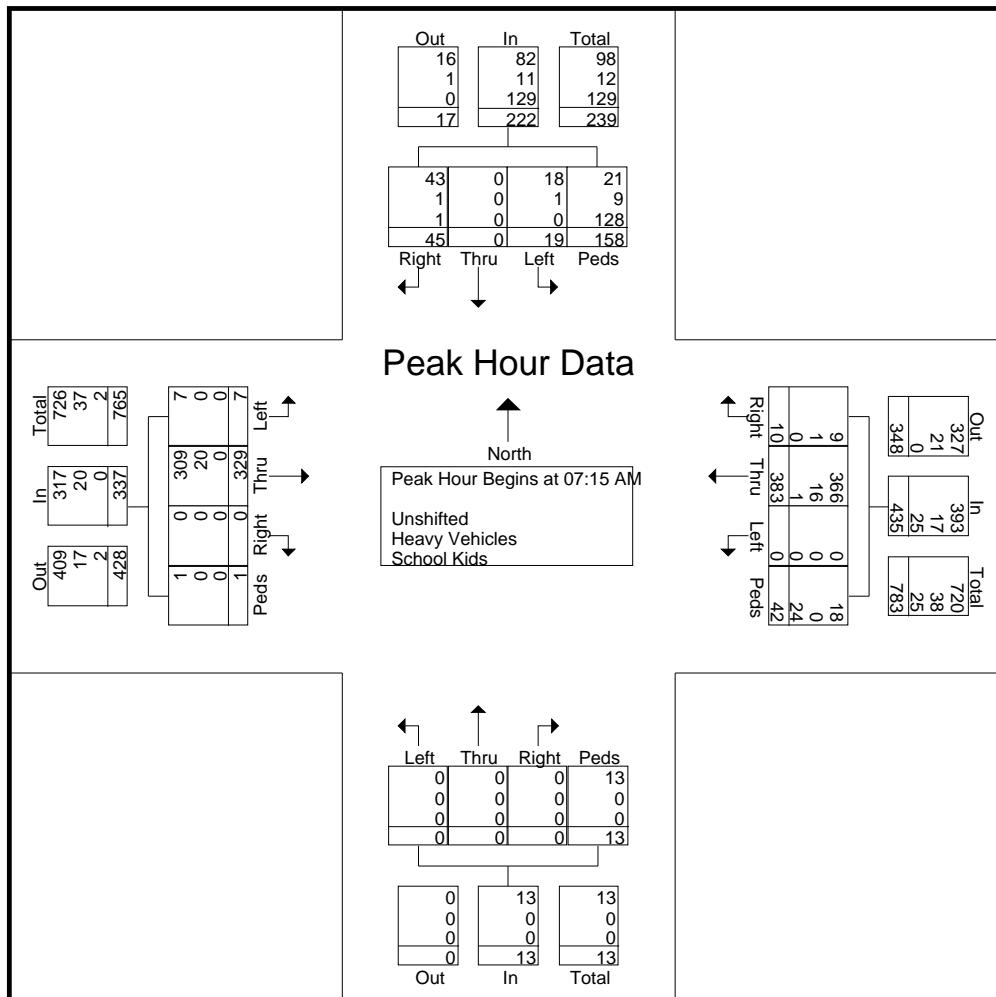 Out In Total
16 82 98
1 11 12
0 129 129
17 222 239
43 0 18 21
1 0 1 9
1 0 0 128
45 0 19 158
Right Thru Left Peds
Peak Hour Data
North
Peak Hour Begins at 07:15 AM
Unshifted
Heavy Vehicles
School Kids
Total
726
37
2
765
In
317
20
0
337
Out
409
17
2
428
7
0
0
7
Left
309
20
0
329
Thru
0
0
0
0
Right
1
0
0
1
Peds
Right
9
1
0
10
Thru
366
16
1
383
Left
0
0
0
0
Peds
18
0
24
42
Out
327
21
0
348
In
393
17
25
435
Total
720
38
25
783
Left Thru Right Peds
0 0 0 13
0 0 0 0
0 0 0 0
0 0 0 13
0 13 13
0 0 0
0 0 0
0 13 13
Out In Total